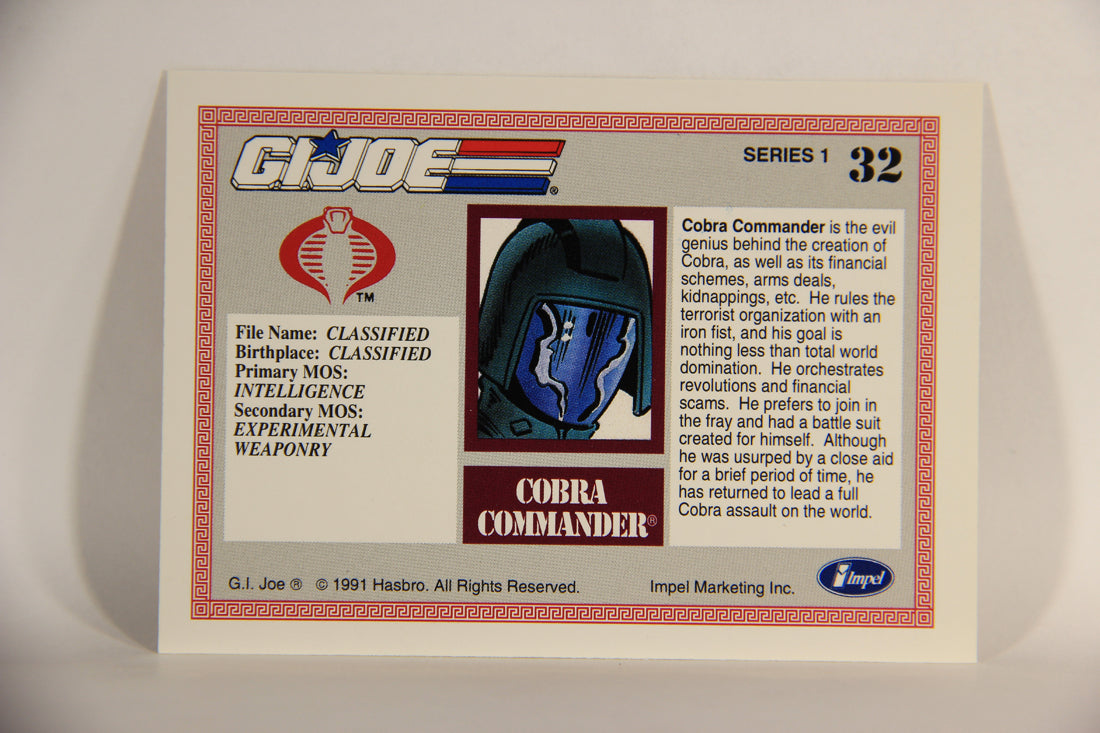 G.I. JOE ®
SERIES 1 32
TM
File Name: CLASSIFIED
Birthplace: CLASSIFIED
Primary MOS:
INTELLIGENCE
Secondary MOS:
EXPERIMENTAL
WEAPONRY
COBRA
COMMANDER®
Cobra Commander is the evil
genius behind the creation of
Cobra, as well as its financial
schemes, arms deals,
kidnappings, etc. He rules the
terrorist organization with an
iron fist, and his goal is
nothing less than total world
domination. He orchestrates
revolutions and financial
scams. He prefers to join in
the fray and had a battle suit
created for himself. Although
he was usurped by a close aid
for a brief period of time, he
has returned to lead a full
Cobra assault on the world.
G.I. Joe ® © 1991 Hasbro. All Rights Reserved. Impel Marketing Inc.
Impel